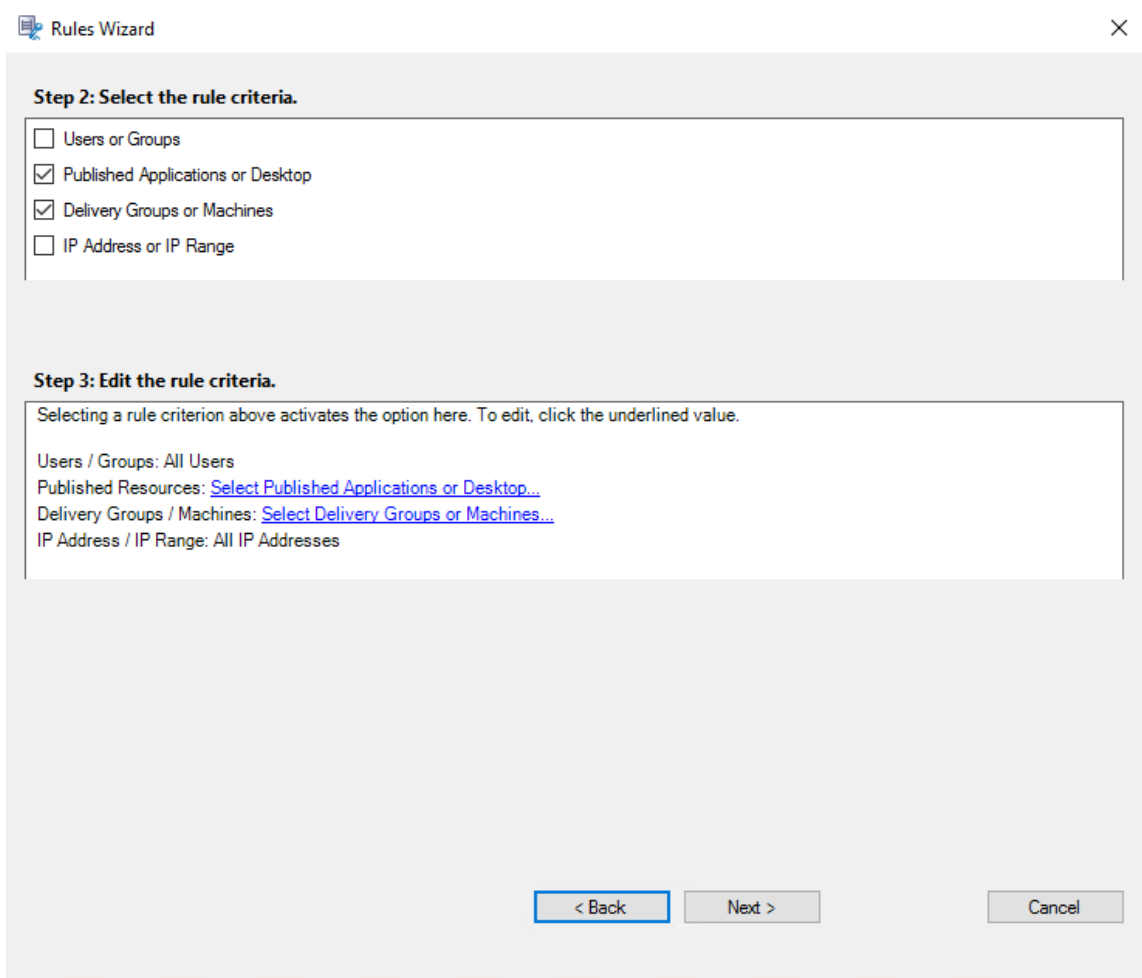 Rules Wizard
Step 2: Select the rule criteria.
Users or Groups
Published Applications or Desktop
Delivery Groups or Machines
IP Address or IP Range
Step 3: Edit the rule criteria.
Selecting a rule criterion above activates the option here. To edit, click the underlined value.
Users / Groups: All Users
Published Resources: Select Published Applications or Desktop...
Delivery Groups / Machines: Select Delivery Groups or Machines...
IP Address / IP Range: All IP Addresses
< Back Next > Cancel